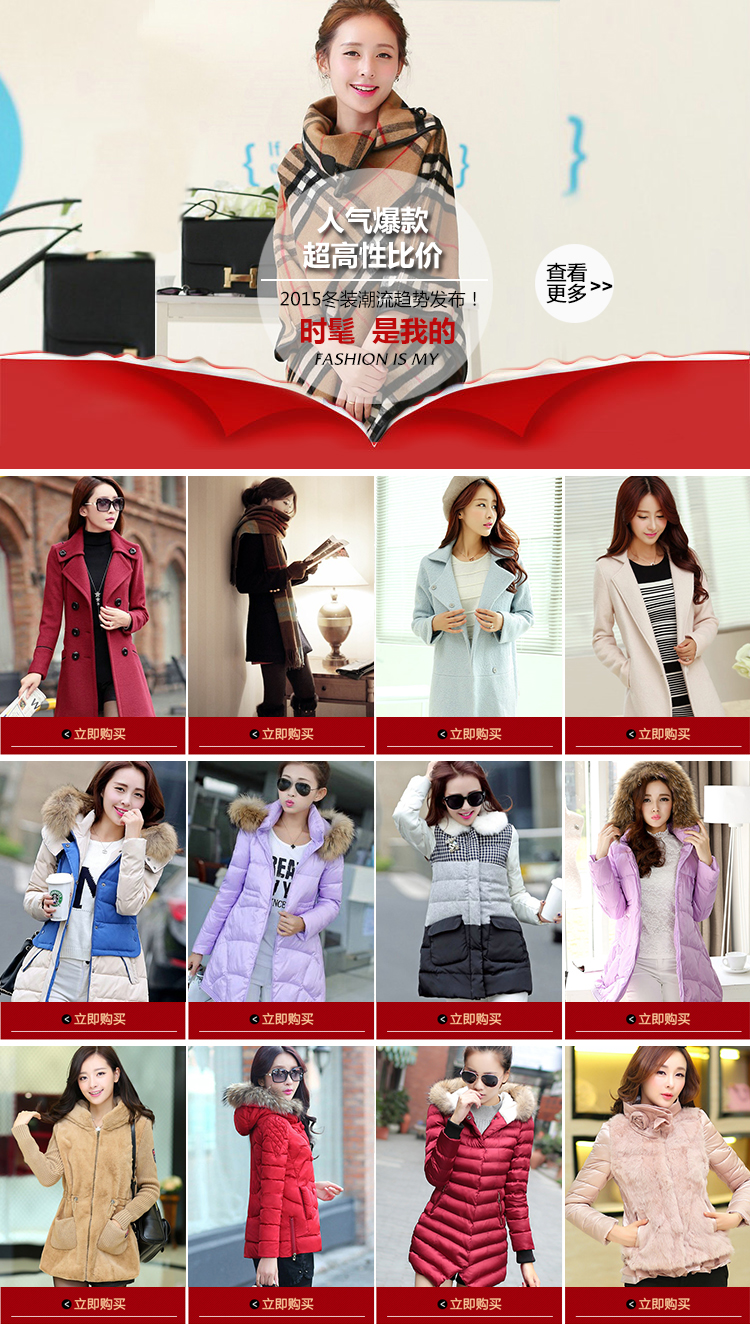 If
人气爆款
超高性比价
2015冬装潮流趋势发布！
时髦 是我的
FASHION IS MY
查看
更多 >>
< 立即购买
< 立即购买
< 立即购买
< 立即购买
< 立即购买
< 立即购买
< 立即购买
< 立即购买
< 立即购买
< 立即购买
< 立即购买
< 立即购买